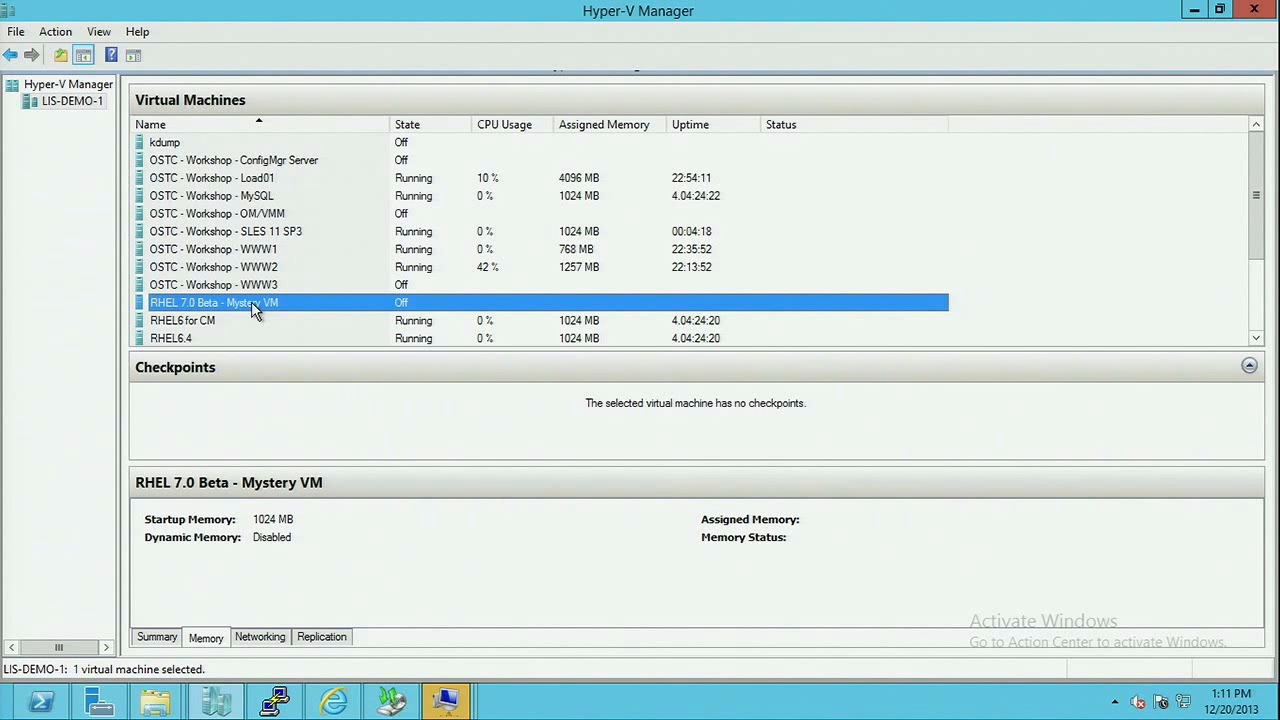 Hyper-V Manager
File Action View Help
Hyper-V Manager
LIS-DEMO-1
Virtual Machines
Name State CPU Usage Assigned Memory Uptime Status
kdump Off
OSTC - Workshop - ConfigMgr Server Off
OSTC - Workshop - Load01 Running 10 % 4096 MB 22:54:11
OSTC - Workshop - MySQL Running 0 % 1024 MB 4.04:24:22
OSTC - Workshop - OM/VMM Off
OSTC - Workshop - SLES 11 SP3 Running 0 % 1024 MB 00:04:18
OSTC - Workshop - WWW1 Running 0 % 768 MB 22:35:52
OSTC - Workshop - WWW2 Running 42 % 1257 MB 22:13:52
OSTC - Workshop - WWW3 Off
RHEL 7.0 Beta - Mystery VM Off
RHEL6 for CM Running 0 % 1024 MB 4.04:24:20
RHEL6.4 Running 0 % 1024 MB 4.04:24:20
Checkpoints
The selected virtual machine has no checkpoints.
RHEL 7.0 Beta - Mystery VM
Startup Memory: 1024 MB Assigned Memory:
Dynamic Memory: Disabled Memory Status:
Activate Windows
Go to Action Center to activate Windows.
Summary Memory Networking Replication
LIS-DEMO-1: 1 virtual machine selected.
1:11 PM
12/20/2013